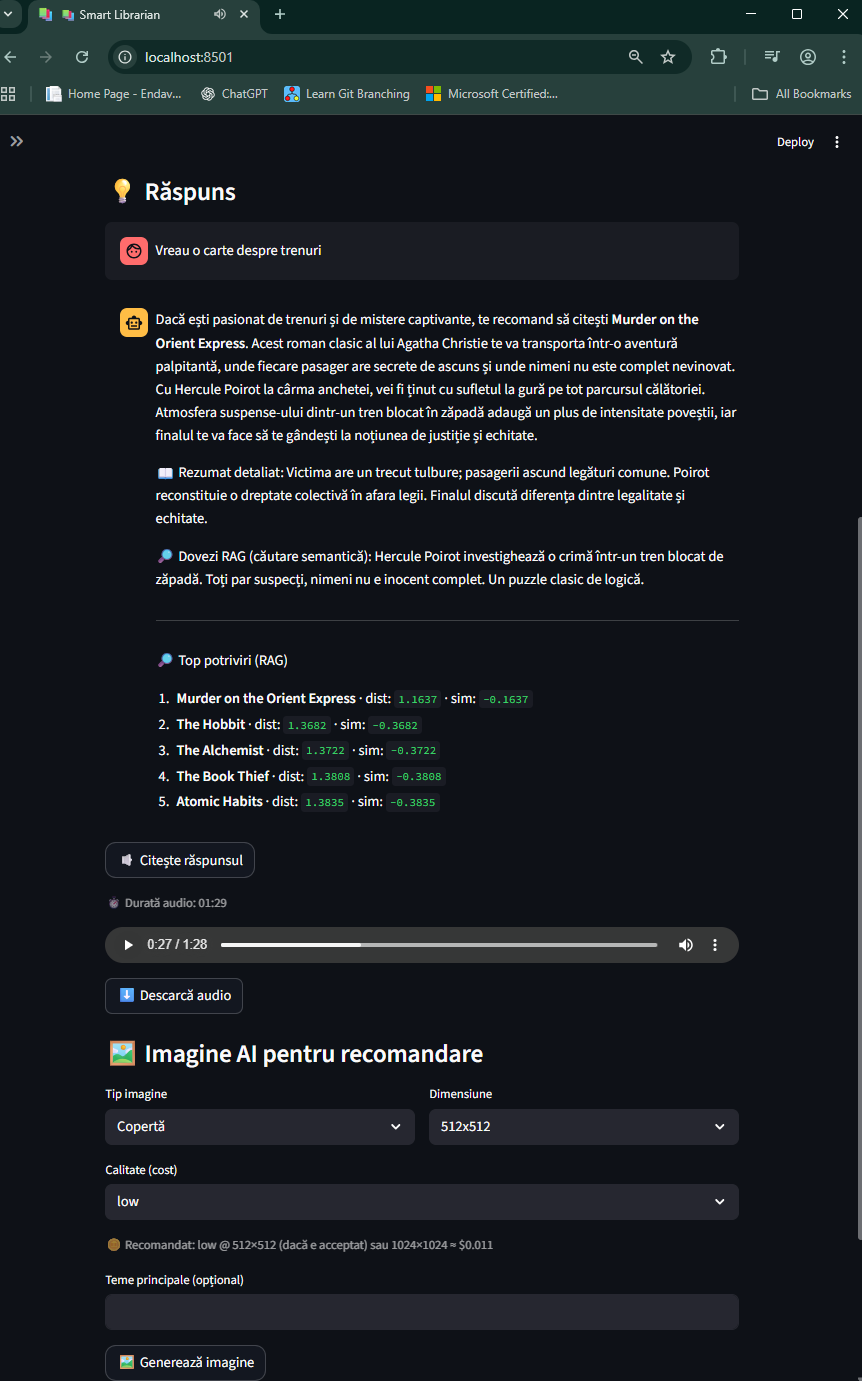 Smart Librarian
localhost:8501
Home Page - Endav...
ChatGPT
Learn Git Branching
Microsoft Certified:...
All Bookmarks
Deploy
Răspuns
Vreau o carte despre trenuri
Dacă ești pasionat de trenuri și de mistere captivante, te recomand să citești Murder on the
Orient Express. Acest roman clasic al lui Agatha Christie te va transporta într-o aventură
palpitantă, unde fiecare pasager are secrete de ascuns și unde nimeni nu este complet nevinovat.
Cu Hercule Poirot la cârma anchetei, vei fi ținut cu sufletul la gură pe tot parcursul călătoriei.
Atmosfera suspense-ului dintr-un tren blocat în zăpadă adaugă un plus de intensitate poveștii, iar
finalul te va face să te gândești la noțiunea de justiție și echitate.
Rezumat detaliat: Victima are un trecut tulbure; pasagerii ascund legături comune. Poirot
reconstituie o dreptate colectivă în afara legii. Finalul discută diferența dintre legalitate și
echitate.
Dovezi RAG (căutare semantică): Hercule Poirot investighează o crimă într-un tren blocat de
zăpadă. Toți par suspecți, nimeni nu e inocent complet. Un puzzle clasic de logică.
Top potriviri (RAG)
1. Murder on the Orient Express · dist: 1.1637 · sim: -0.1637
2. The Hobbit · dist: 1.3682 · sim: -0.3682
3. The Alchemist · dist: 1.3722 · sim: -0.3722
4. The Book Thief · dist: 1.3808 · sim: -0.3808
5. Atomic Habits · dist: 1.3835 · sim: -0.3835
Citește răspunsul
Durată audio: 01:29
0:27 / 1:28
Descarcă audio
Imagine AI pentru recomandare
Tip imagine
Dimensiune
Copertă
512x512
Calitate (cost)
low
Recomandat: low @ 512×512 (dacă e acceptat) sau 1024×1024 ≈ $0.011
Teme principale (opțional)
Generează imagine